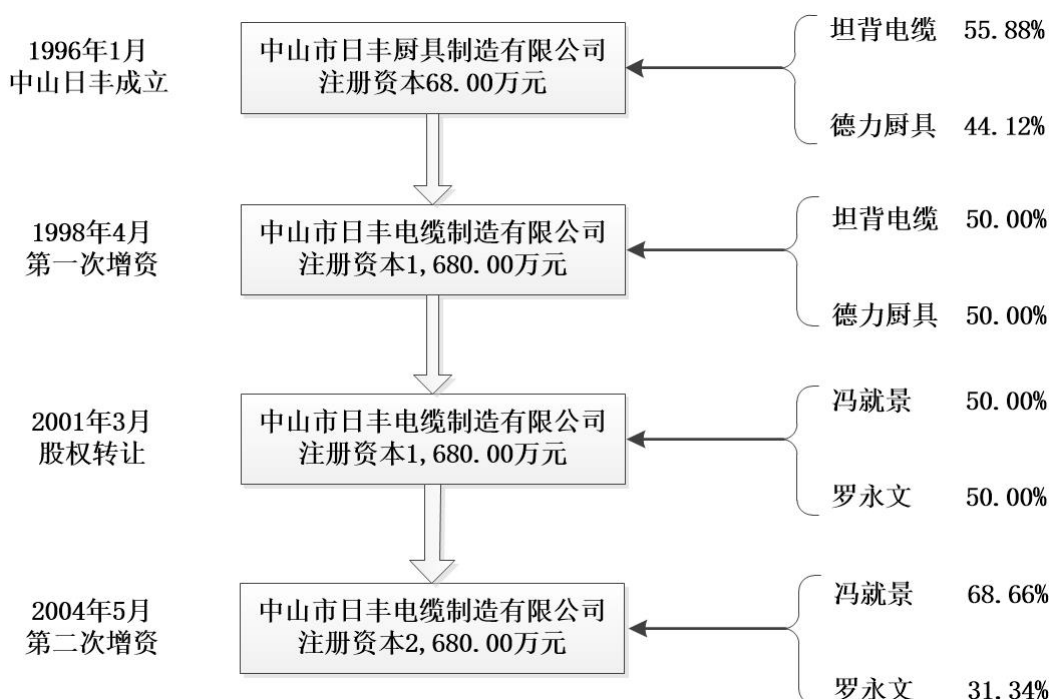 1996年1月
中山日丰成立
中山市日丰厨具制造有限公司
注册资本68.00万元
坦背电缆 55.88%
德力厨具 44.12%
1998年4月
第一次增资
中山市日丰电缆制造有限公司
注册资本1,680.00万元
坦背电缆 50.00%
德力厨具 50.00%
2001年3月
股权转让
中山市日丰电缆制造有限公司
注册资本1,680.00万元
冯就景 50.00%
罗永文 50.00%
2004年5月
第二次增资
中山市日丰电缆制造有限公司
注册资本2,680.00万元
冯就景 68.66%
罗永文 31.34%